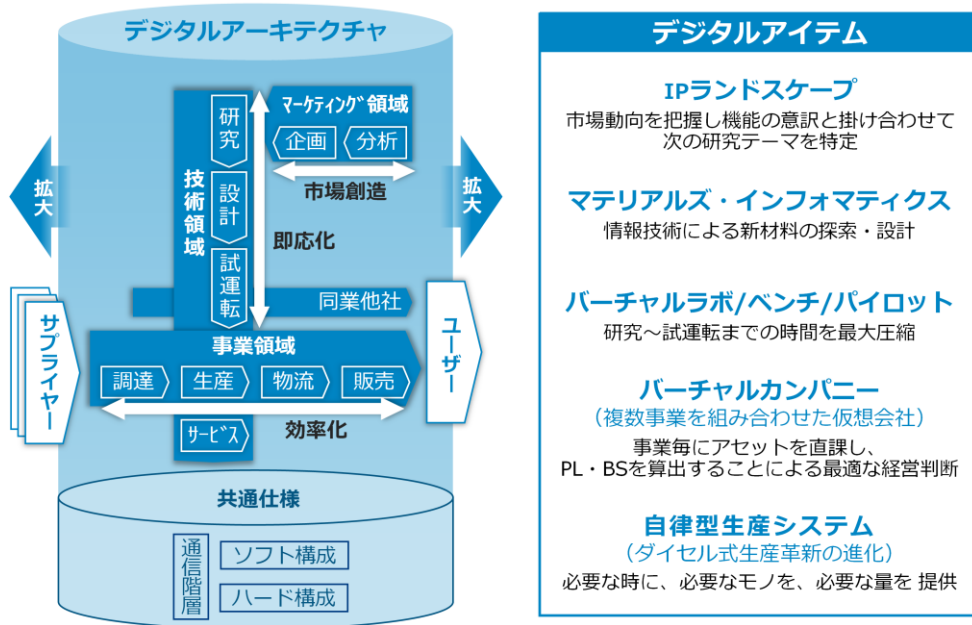 デジタルアーキテクチャ
研究
設計
試運転
技術領域
マーケティング領域
企画
分析
市場創造
即応化
拡大
拡大
同業他社
サプライヤー
ユーザー
事業領域
調達
生産
物流
販売
効率化
サービス
共通仕様
通信階層
ソフト構成
ハード構成
デジタルアイテム
IPランドスケープ
市場動向を把握し機能の意訳と掛け合わせて
次の研究テーマを特定
マテリアルズ・インフォマティクス
情報技術による新材料の探索・設計
バーチャルラボ/ベンチ/パイロット
研究～試運転までの時間を最大圧縮
バーチャルカンパニー
（複数事業を組み合わせた仮想会社）
事業毎にアセットを直課し、
PL・BSを算出することによる最適な経営判断
自律型生産システム
（ダイセル式生産革新の進化）
必要な時に、必要なモノを、必要な量を 提供